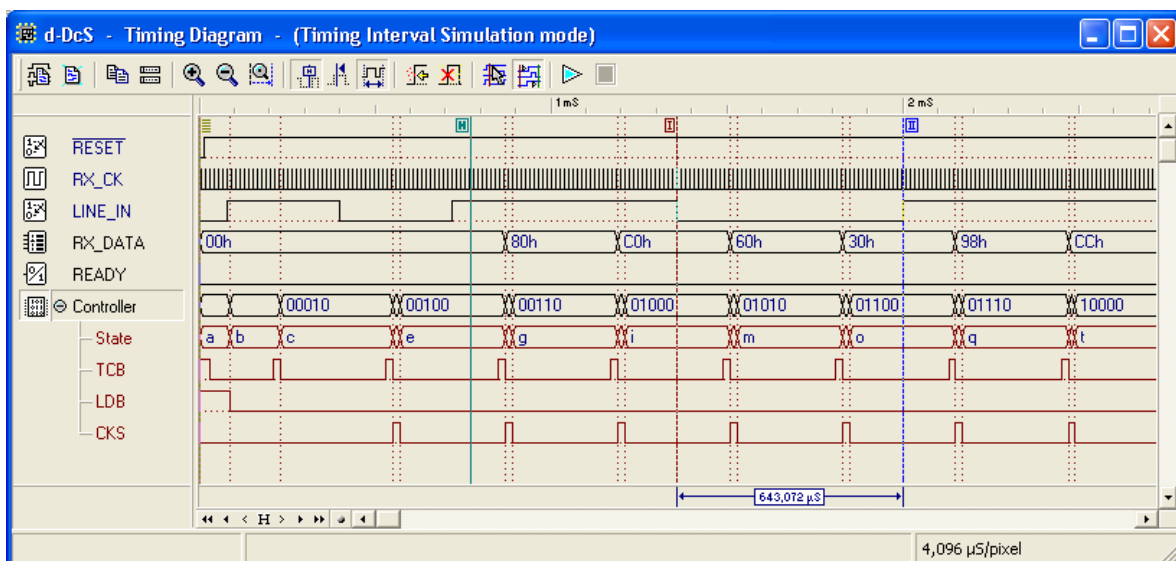 d-DcS - Timing Diagram - (Timing Interval Simulation mode)
1 mS 2 mS
M I II
RESET
RX_CK
LINE_IN
RX_DATA 00h 80h C0h 60h 30h 98h CCh
READY
Controller 00010 00100 00110 01000 01010 01100 01110 10000
State a b c e g i m o q t
TCB
LDB
CKS
643,072 µS
H
4,096 µS/pixel